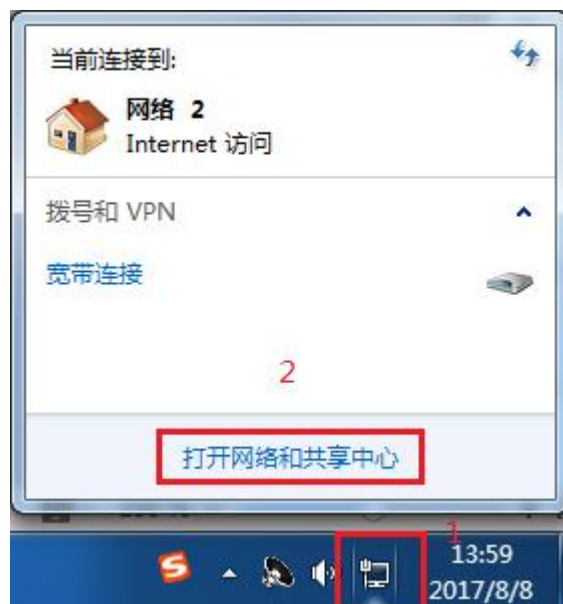 当前连接到:
网络 2
Internet 访问
拨号和 VPN
宽带连接
2
打开网络和共享中心
1
13:59
2017/8/8